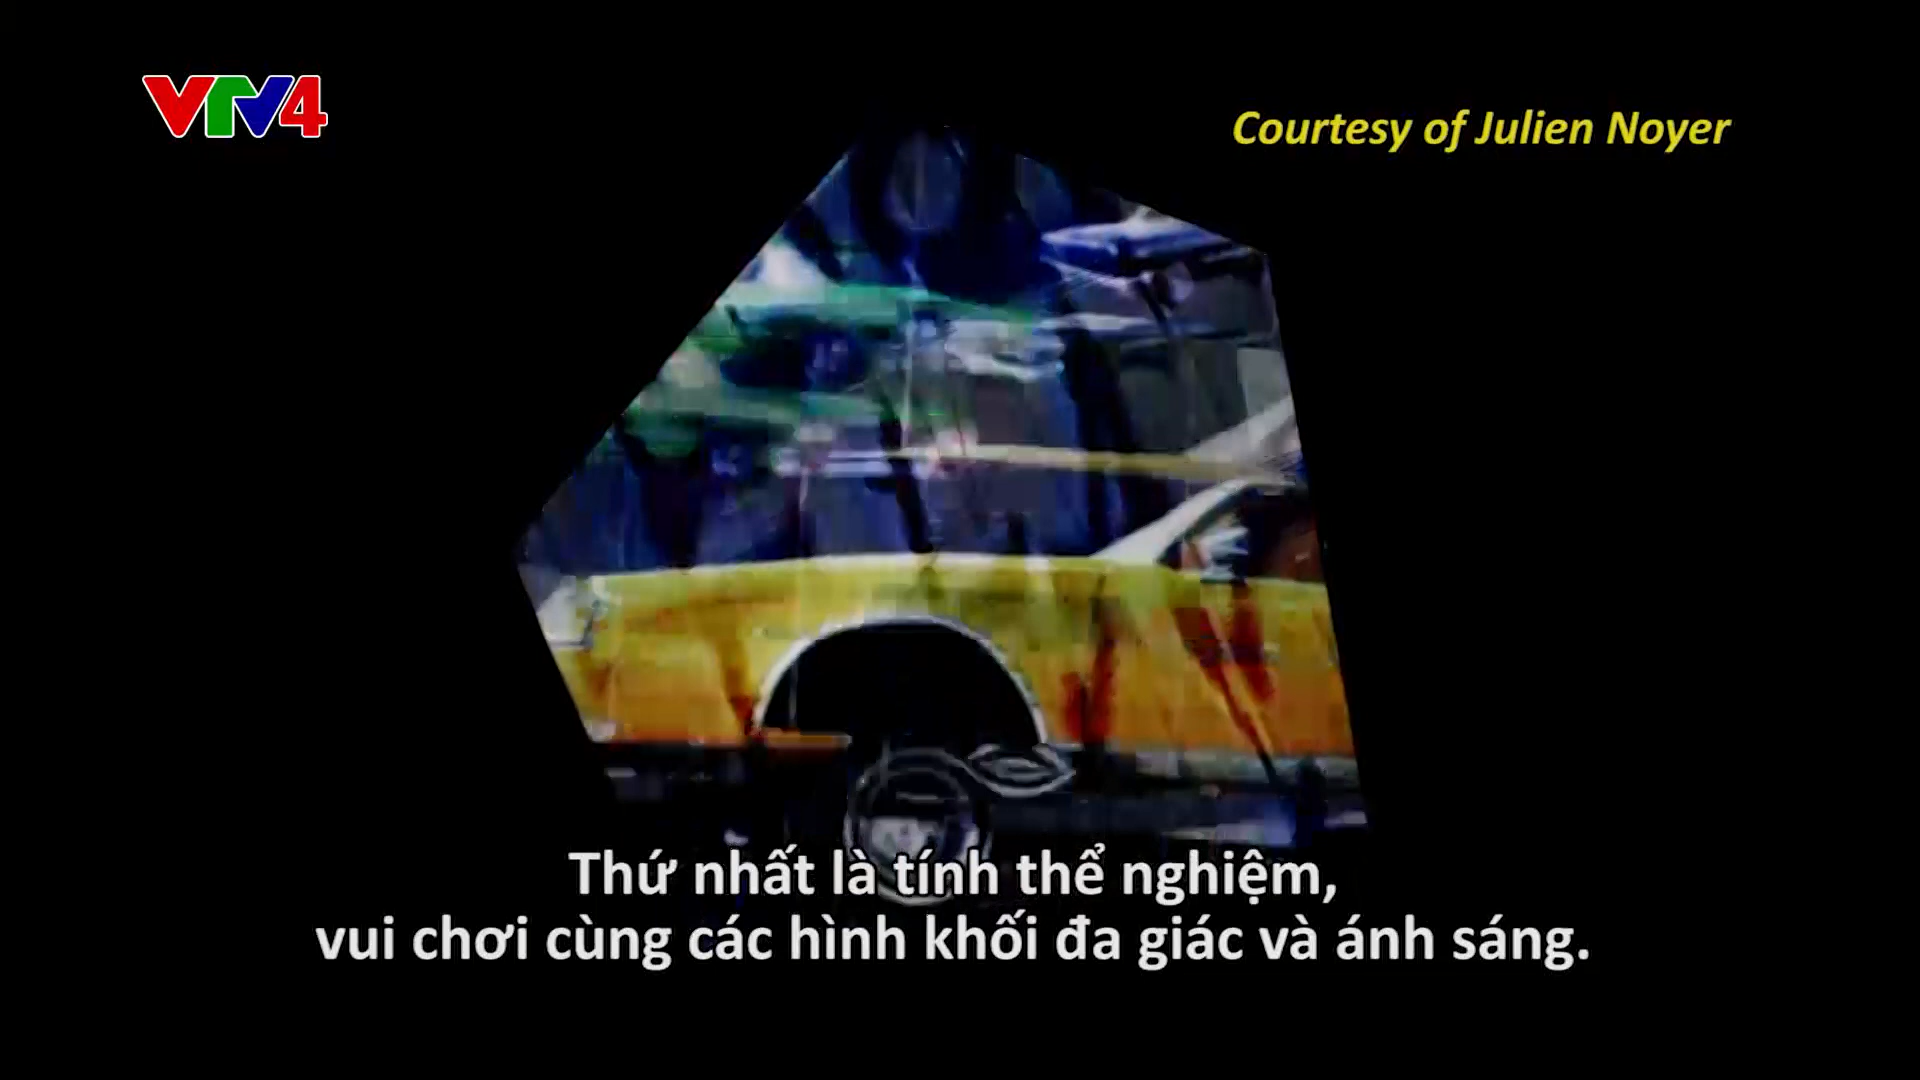 VTV4
Courtesy of Julien Noyer
Thứ nhất là tính thể nghiệm,
vui chơi cùng các hình khối đa giác và ánh sáng.